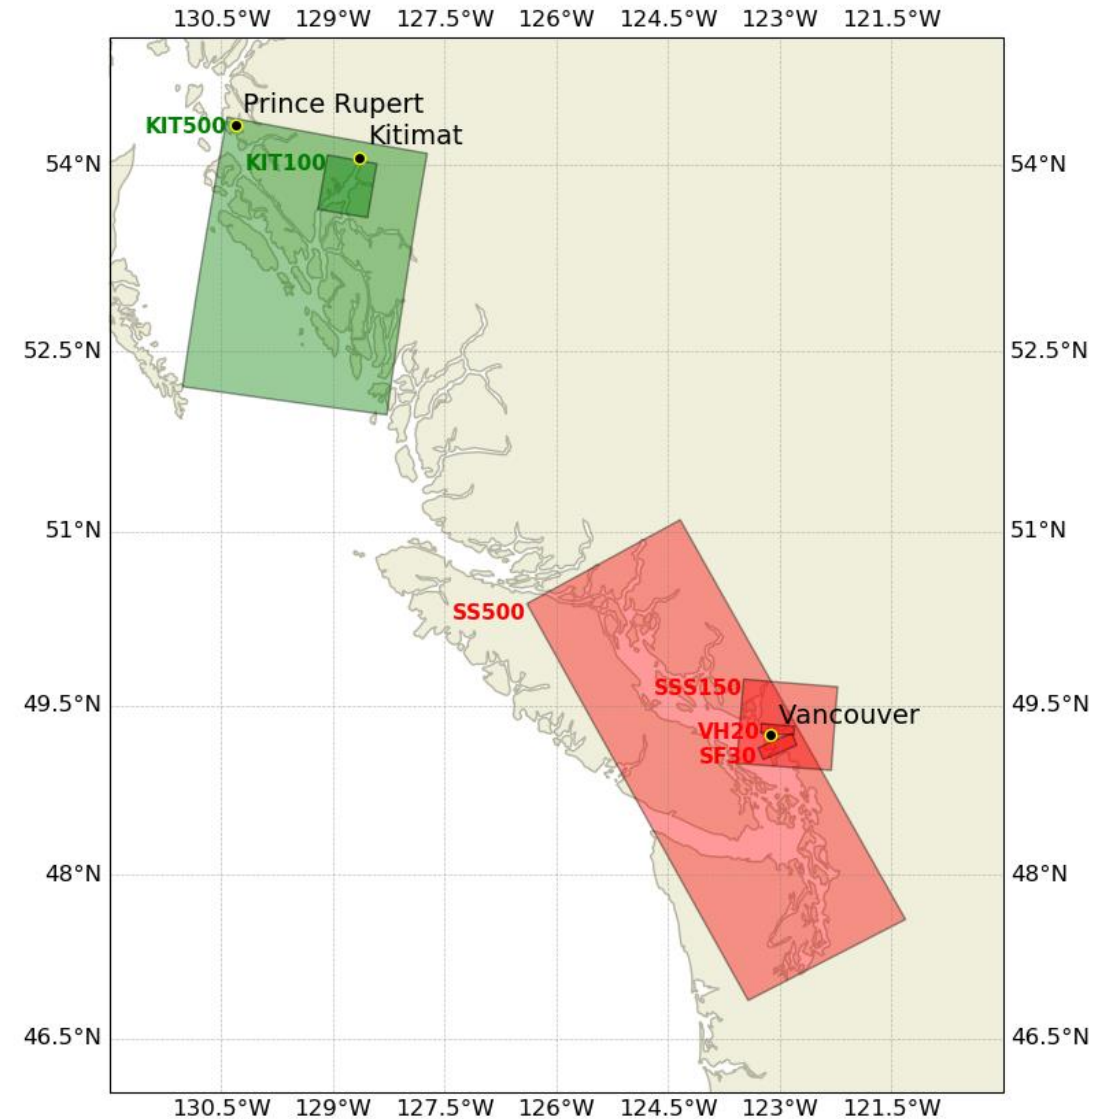 130.5°W 129°W 127.5°W 126°W 124.5°W 123°W 121.5°W
Prince Rupert
KIT500
Kitimat
KIT100
54°N 54°N
52.5°N 52.5°N
51°N 51°N
SS500
SSS150
49.5°N 49.5°N
Vancouver
VH20
SF30
48°N 48°N
46.5°N 46.5°N
130.5°W 129°W 127.5°W 126°W 124.5°W 123°W 121.5°W